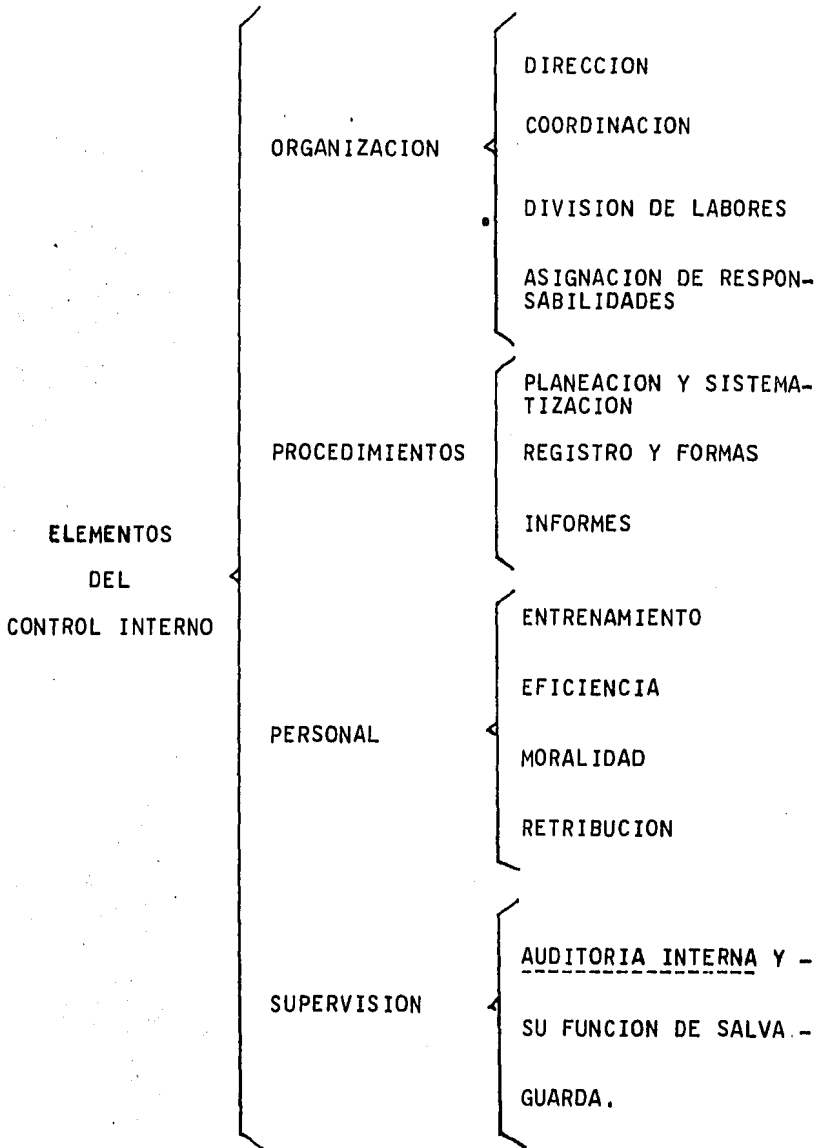 DIRECCION
COORDINACION
ORGANIZACION
DIVISION DE LABORES
ASIGNACION DE RESPON-
SABILIDADES
PLANEACION Y SISTEMA-
TIZACION
PROCEDIMIENTOS
REGISTRO Y FORMAS
INFORMES
ELEMENTOS
DEL
CONTROL INTERNO
ENTRENAMIENTO
EFICIENCIA
PERSONAL
MORALIDAD
RETRIBUCION
AUDITORIA INTERNA Y -
SUPERVISION
SU FUNCION DE SALVA -
GUARDA.